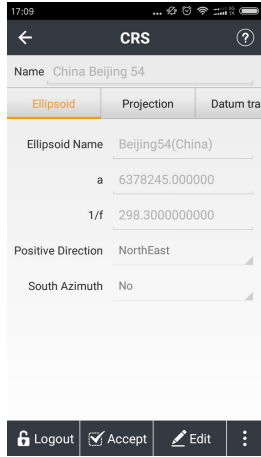 17:09
CRS
Name China Beijing 54
Ellipsoid Projection Datum tra
Ellipsoid Name Beijing54(China)
a 6378245.000000
1/f 298.3000000000
Positive Direction NorthEast
South Azimuth No
Logout Accept Edit